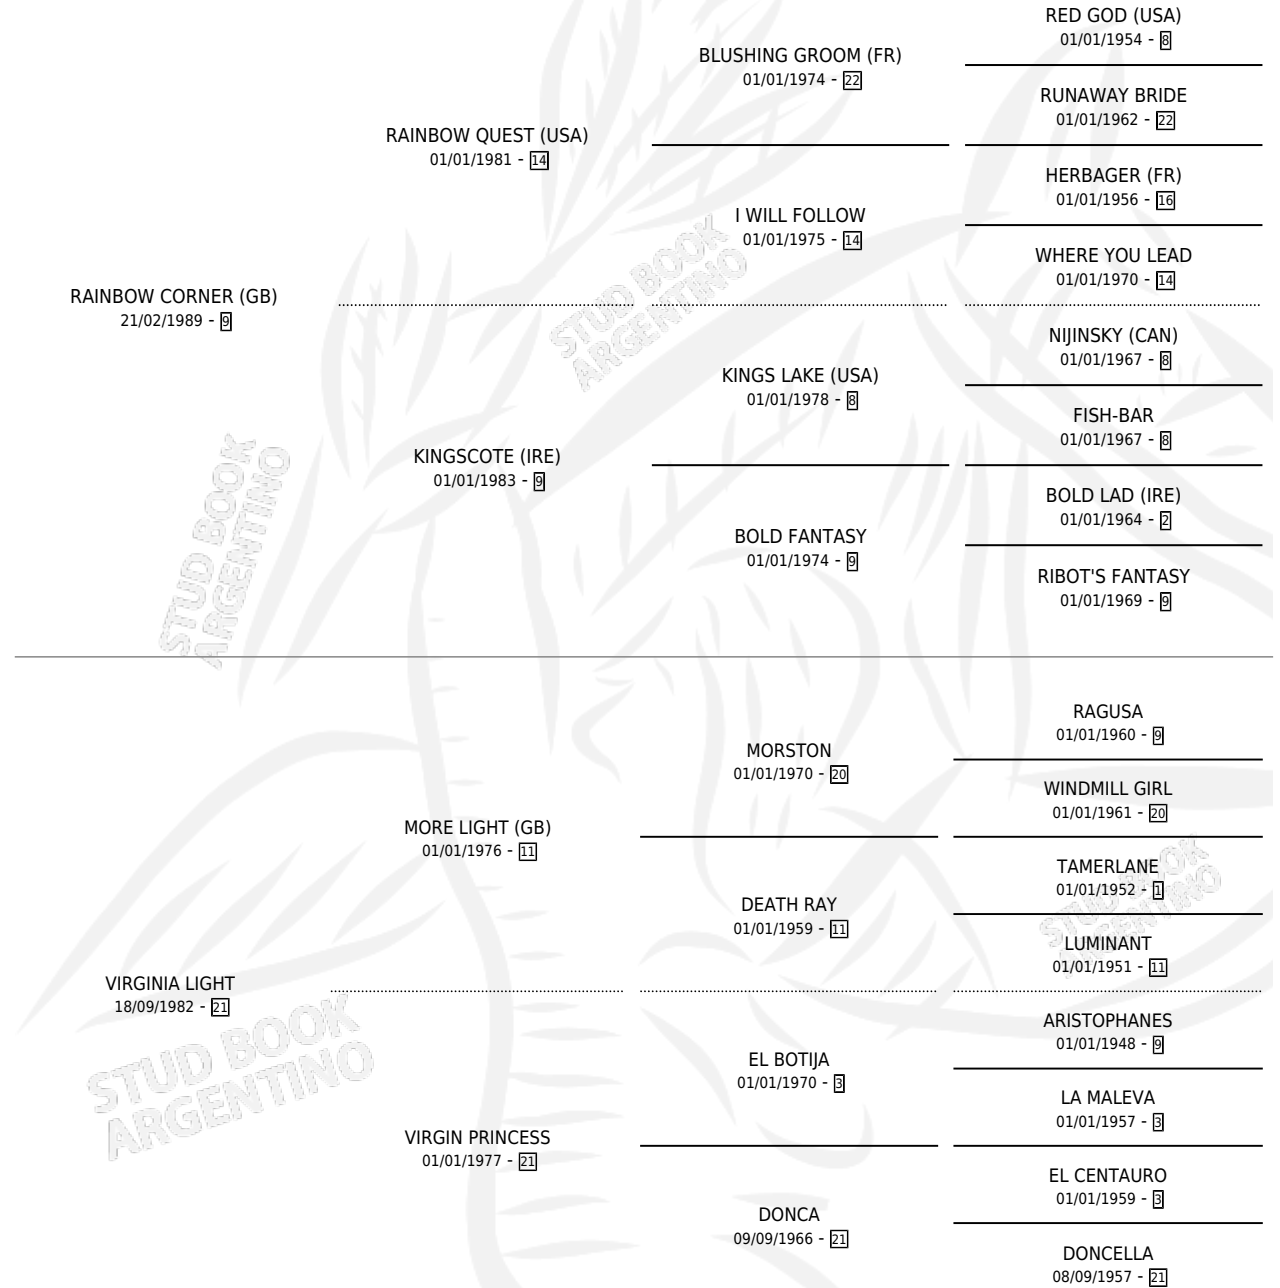 RED GOD (USA)
01/01/1954 - 8
BLUSHING GROOM (FR)
01/01/1974 - 22
RUNAWAY BRIDE
01/01/1962 - 22
RAINBOW QUEST (USA)
01/01/1981 - 14
HERBAGER (FR)
01/01/1956 - 16
I WILL FOLLOW
01/01/1975 - 14
WHERE YOU LEAD
01/01/1970 - 14
RAINBOW CORNER (GB)
21/02/1989 - 9
STUD BOOK
ARGENTINO
NIJINSKY (CAN)
01/01/1967 - 8
KINGS LAKE (USA)
01/01/1978 - 8
FISH-BAR
01/01/1967 - 8
KINGSCOTE (IRE)
01/01/1983 - 9
BOLD LAD (IRE)
01/01/1964 - 2
BOLD FANTASY
01/01/1974 - 9
RIBOT'S FANTASY
01/01/1969 - 9
STUD BOOK
ARGENTINO
RAGUSA
01/01/1960 - 9
MORSTON
01/01/1970 - 20
WINDMILL GIRL
01/01/1961 - 20
MORE LIGHT (GB)
01/01/1976 - 11
TAMERLANE
01/01/1952 - 1
DEATH RAY
01/01/1959 - 11
LUMINANT
01/01/1951 - 11
STUD BOOK
ARGENTINO
VIRGINIA LIGHT
18/09/1982 - 21
ARISTOPHANES
01/01/1948 - 9
EL BOTIJA
01/01/1970 - 3
LA MALEVA
01/01/1957 - 3
STUD BOOK
ARGENTINO
VIRGIN PRINCESS
01/01/1977 - 21
EL CENTAURO
01/01/1959 - 3
DONCA
09/09/1966 - 21
DONCELLA
08/09/1957 - 21